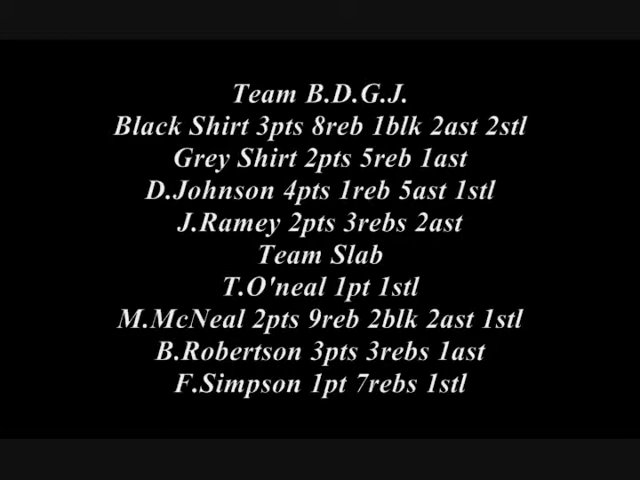 Team B.D.G.J.
Black Shirt 3pts 8reb 1blk 2ast 2stl
Grey Shirt 2pts 5reb 1ast
D.Johnson 4pts 1reb 5ast 1stl
J.Ramey 2pts 3rebs 2ast
Team Slab
T.O'neal 1pt 1stl
M.McNeal 2pts 9reb 2blk 2ast 1stl
B.Robertson 3pts 3rebs 1ast
F.Simpson 1pt 7rebs 1stl